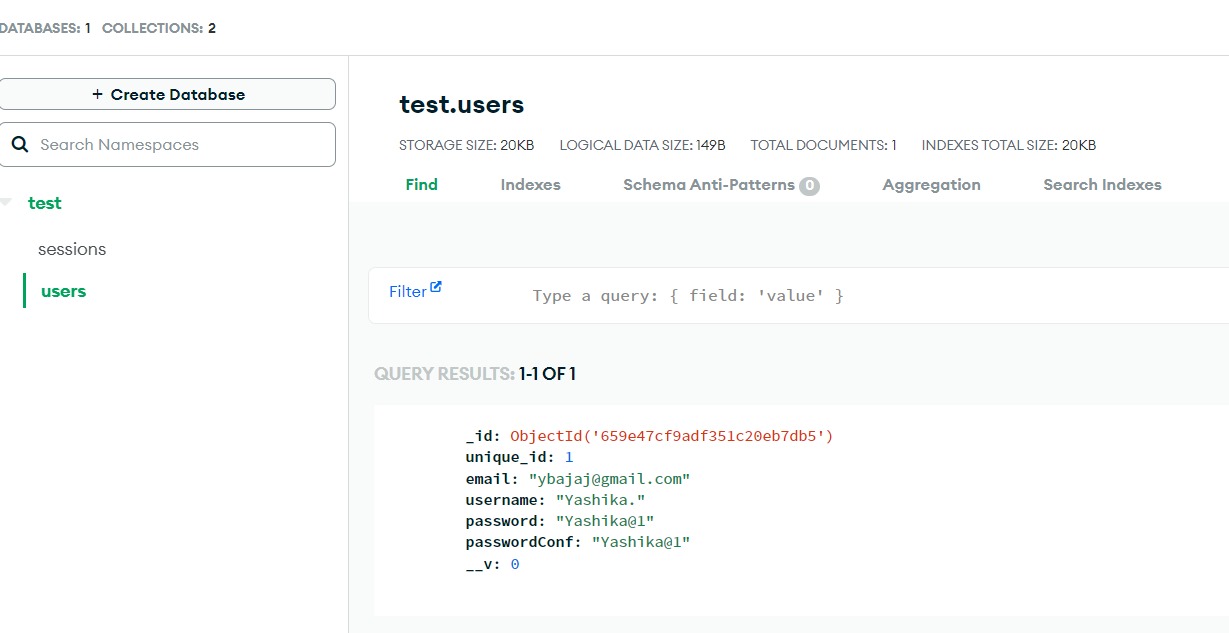 DATABASES: 1 COLLECTIONS: 2
+ Create Database
Search Namespaces
test
sessions
users
test.users
STORAGE SIZE: 20KB LOGICAL DATA SIZE: 149B TOTAL DOCUMENTS: 1 INDEXES TOTAL SIZE: 20KB
Find Indexes Schema Anti-Patterns 0 Aggregation Search Indexes
Filter Type a query: { field: 'value' }
QUERY RESULTS: 1-1 OF 1
_id: ObjectId('659e47cf9adf351c20eb7db5')
unique_id: 1
email: "ybajaj@gmail.com"
username: "Yashika."
password: "Yashika@1"
passwordConf: "Yashika@1"
__v: 0